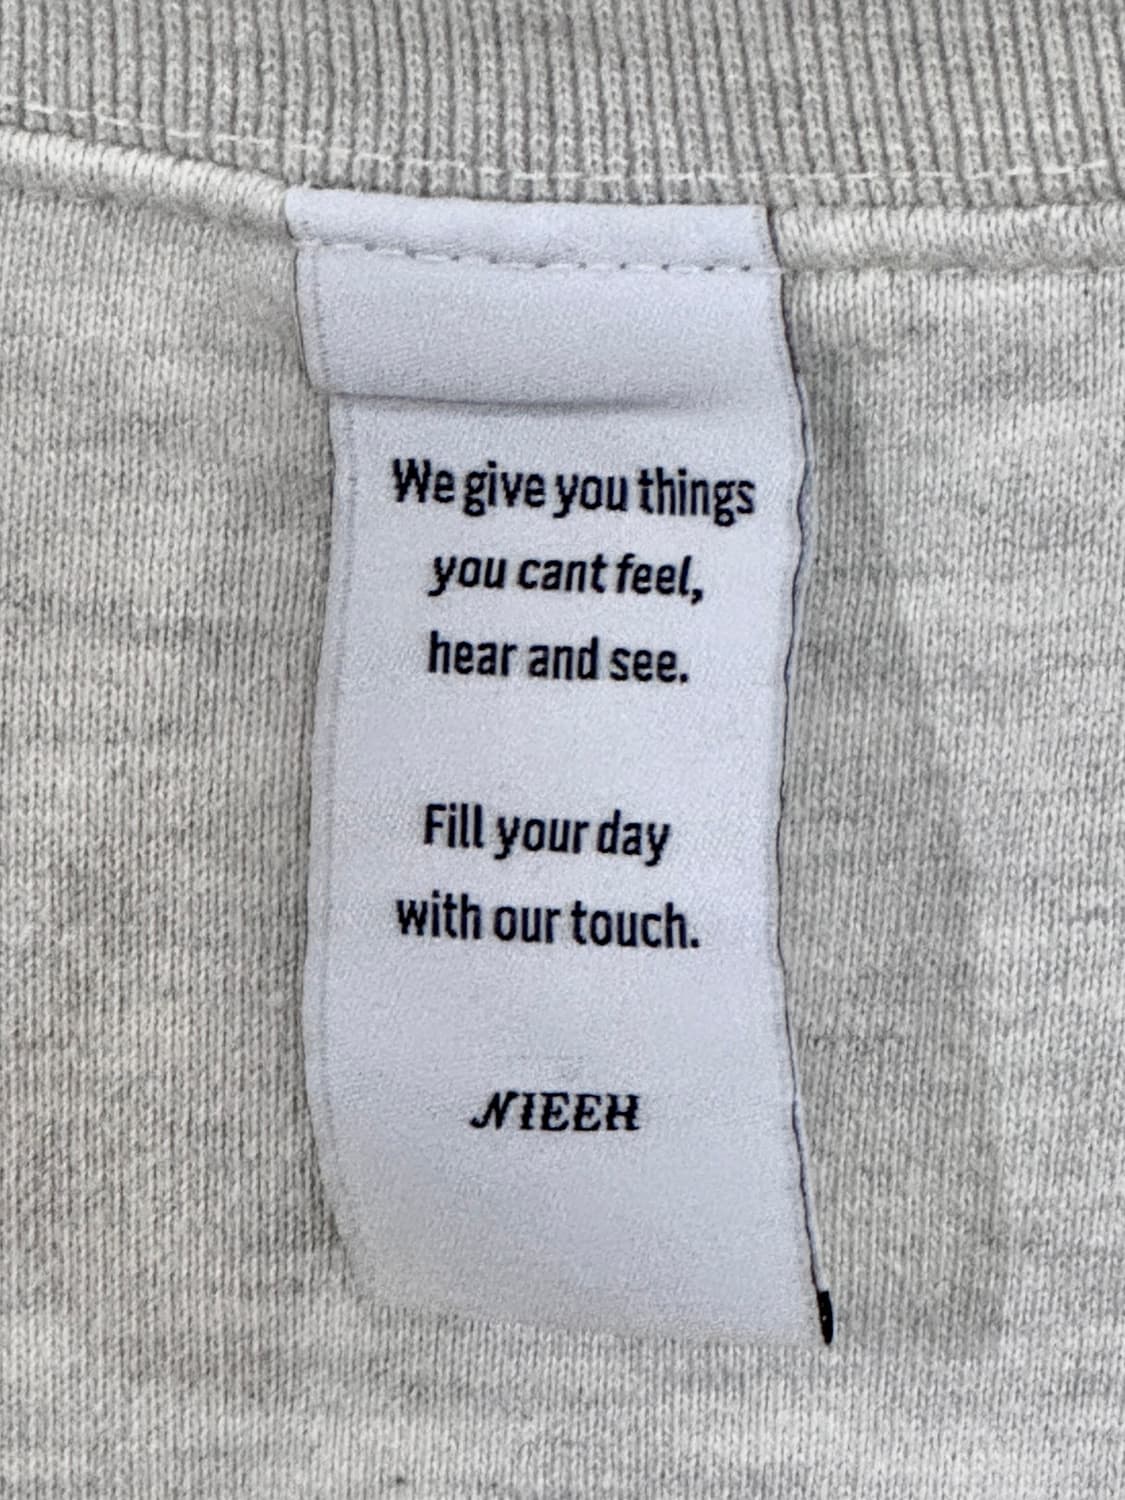 We give you things
you cant feel,
hear and see.
Fill your day
with our touch.
NIEEH